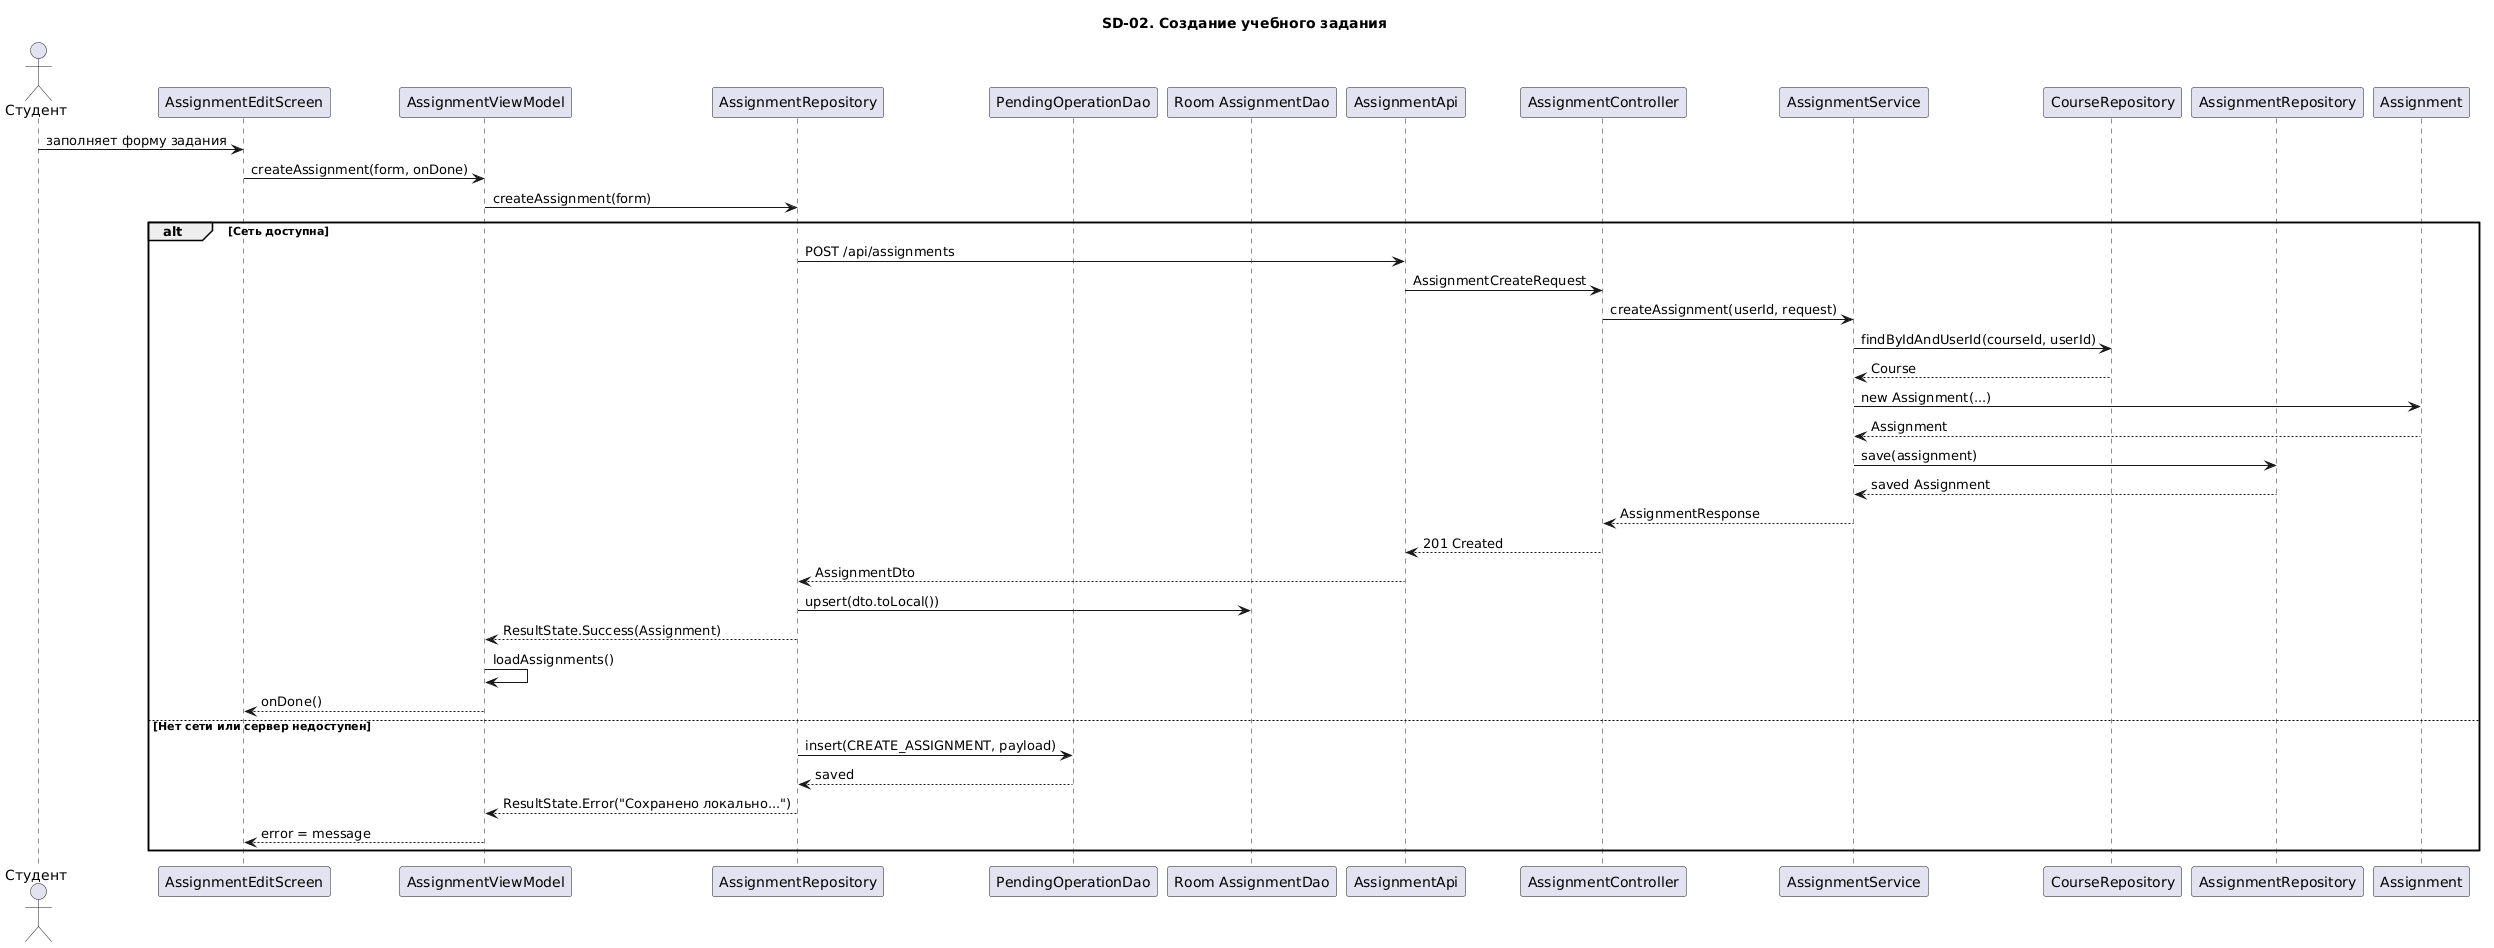 SD-02. Создание учебного задания
Студент
AssignmentEditScreen
AssignmentViewModel
AssignmentRepository
PendingOperationDao
Room AssignmentDao
AssignmentApi
AssignmentController
AssignmentService
CourseRepository
AssignmentRepository
Assignment
заполняет форму задания
createAssignment(form, onDone)
createAssignment(form)
alt [Сеть доступна]
POST /api/assignments
AssignmentCreateRequest
createAssignment(userId, request)
findByIdAndUserId(courseId, userId)
Course
new Assignment(...)
Assignment
save(assignment)
saved Assignment
AssignmentResponse
201 Created
AssignmentDto
upsert(dto.toLocal())
ResultState.Success(Assignment)
loadAssignments()
onDone()
[Нет сети или сервер недоступен]
insert(CREATE_ASSIGNMENT, payload)
saved
ResultState.Error("Сохранено локально...")
error = message
Студент
AssignmentEditScreen
AssignmentViewModel
AssignmentRepository
PendingOperationDao
Room AssignmentDao
AssignmentApi
AssignmentController
AssignmentService
CourseRepository
AssignmentRepository
Assignment